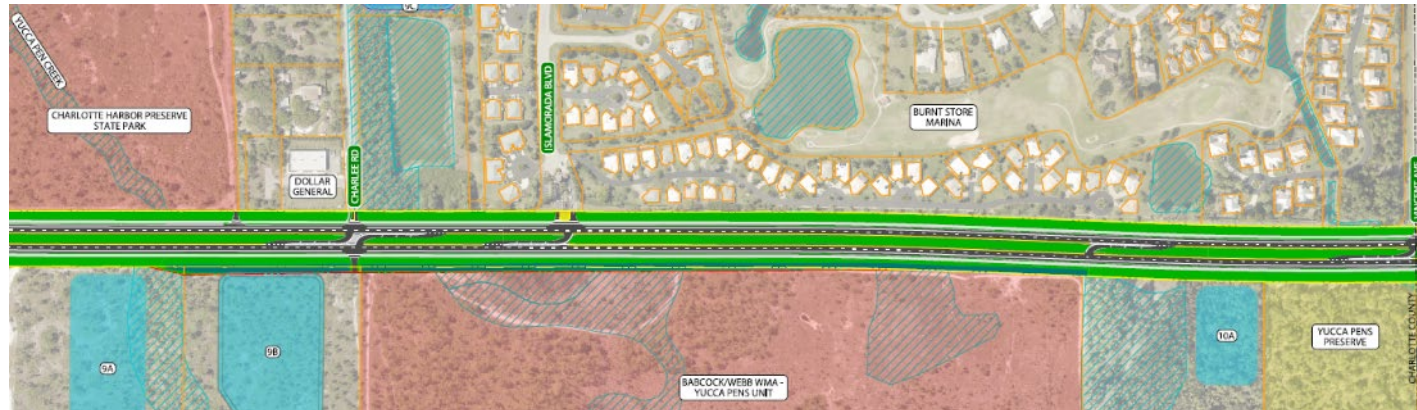 9C
YUCCA PEN CREEK
CHARLOTTE HARBOR PRESERVE
STATE PARK
DOLLAR
GENERAL
CHARLEE RD
ISLAMORADA BLVD
BURNT STORE
MARINA
9A
9B
BABCOCK/WEBB WMA -
YUCCA PENS UNIT
10A
YUCCA PENS
PRESERVE
CHARLOTTE COUNTY